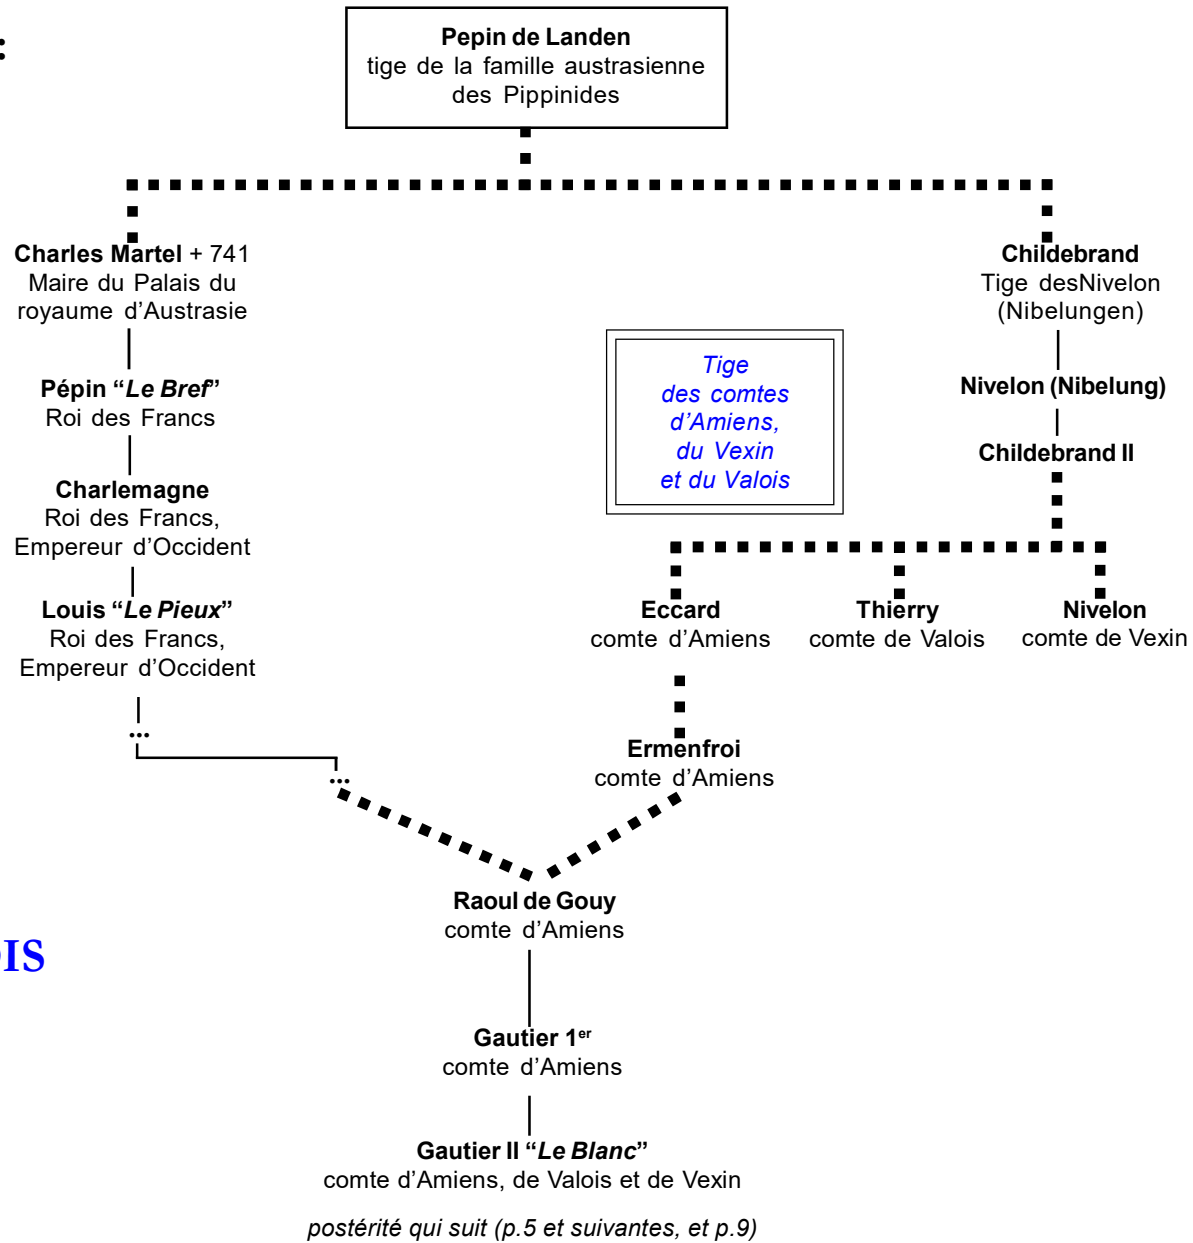 :
Pepin de Landen
tige de la famille austrasienne
des Pippinides
Charles Martel + 741
Maire du Palais du
royaume d’Austrasie
Pépin “Le Bref”
Roi des Francs
Charlemagne
Roi des Francs,
Empereur d’Occident
Louis “Le Pieux”
Roi des Francs,
Empereur d’Occident
...
...
Childebrand
Tige desNivelon
(Nibelungen)
Nivelon (Nibelung)
Childebrand II
Tige
des comtes
d’Amiens,
du Vexin
et du Valois
Eccard
comte d’Amiens
Thierry
comte de Valois
Nivelon
comte de Vexin
Ermenfroi
comte d’Amiens
Raoul de Gouy
comte d’Amiens
IS
Gautier 1er
comte d’Amiens
Gautier II “Le Blanc”
comte d’Amiens, de Valois et de Vexin
postérité qui suit (p.5 et suivantes, et p.9)